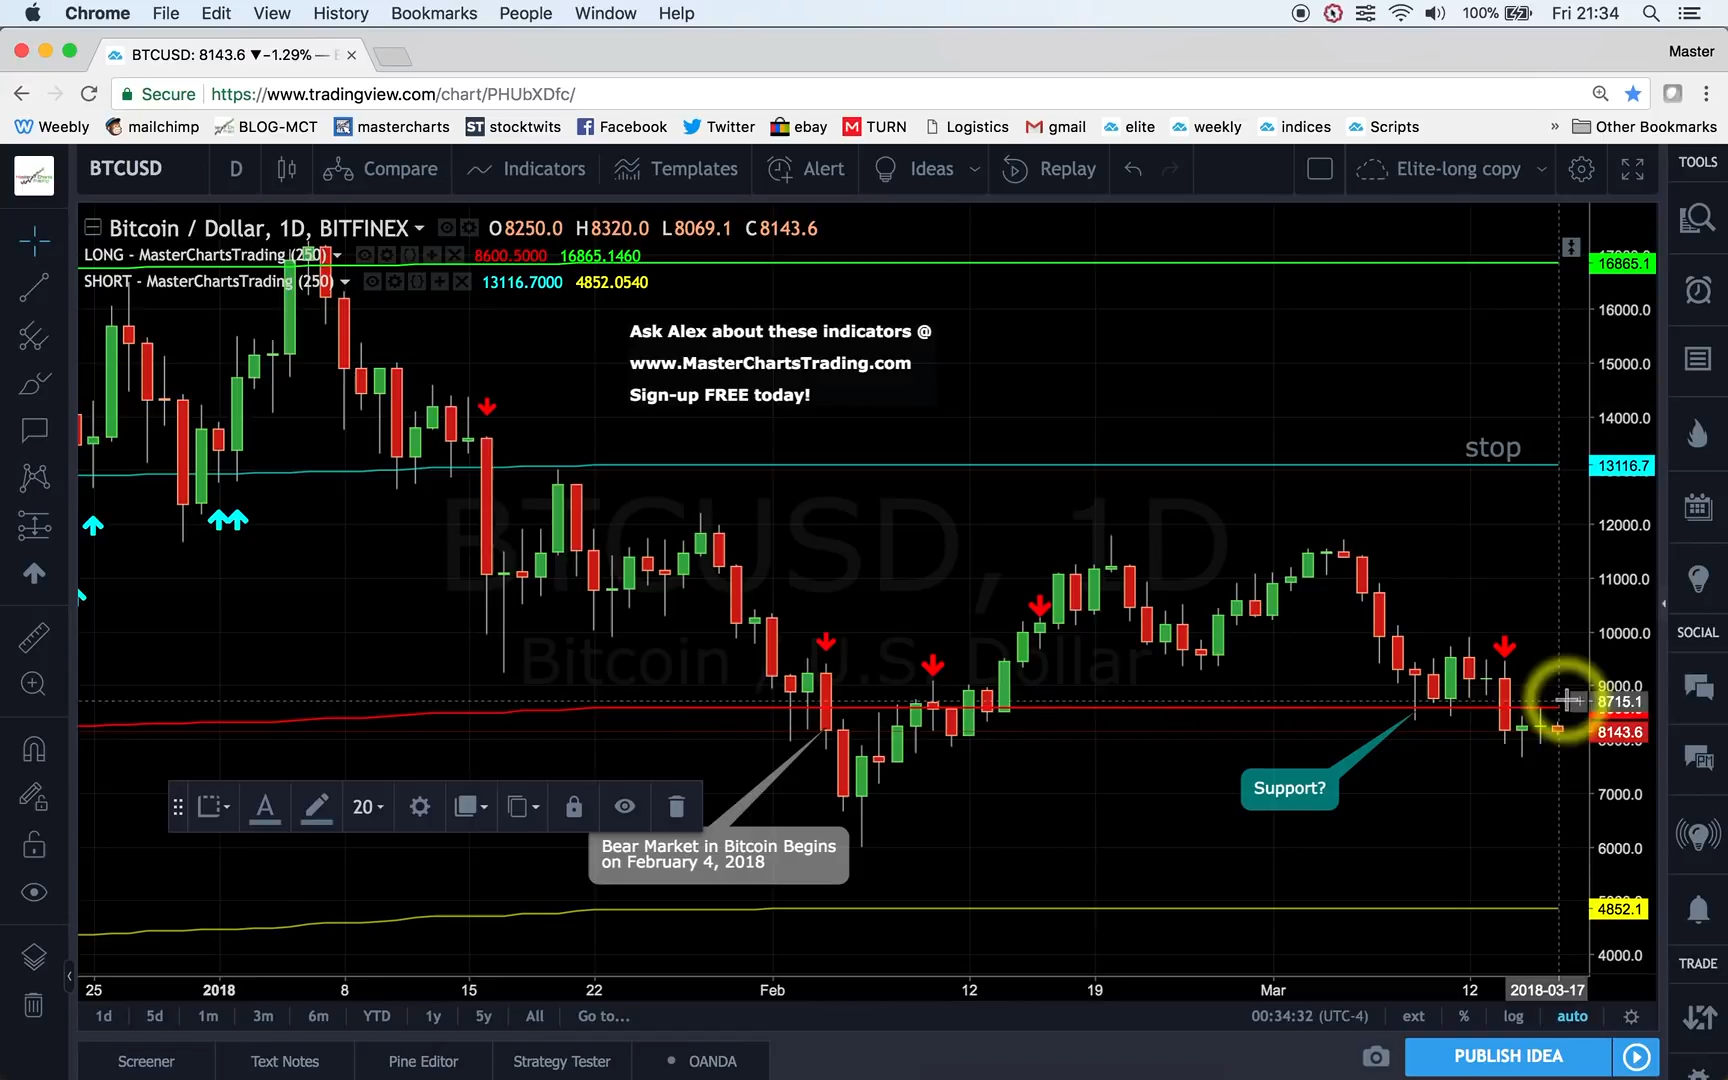 Chrome File Edit View History Bookmarks People Window Help 100% Fri 21:34
BTCUSD: 8143.6 ▼−1.29% —
Master
Secure https://www.tradingview.com/chart/PHUbXDfc/
Weebly mailchimp BLOG-MCT mastercharts ST stocktwits Facebook Twitter ebay M TURN Logistics gmail elite weekly indices Scripts » Other Bookmarks
BTCUSD D Compare Indicators Templates Alert Ideas Replay Elite-long copy
TOOLS
Bitcoin / Dollar, 1D, BITFINEX O8250.0 H8320.0 L8069.1 C8143.6
LONG - MasterChartsTrading (250) 8600.5000 16865.1460
SHORT - MasterChartsTrading (250) 13116.7000 4852.0540
16865.1
16000.0
Ask Alex about these indicators @
www.MasterChartsTrading.com
Sign-up FREE today!
15000.0
14000.0
stop
13116.7
12000.0
BTCUSD, 1D
Bitcoin / U.S. Dollar
11000.0
10000.0
SOCIAL
9000.0
8715.1
8143.6
Support?
7000.0
20
Bear Market in Bitcoin Begins
on February 4, 2018
6000.0
4852.1
4000.0
TRADE
25 2018 8 15 22 Feb 12 19 Mar 12 2018-03-17
1d 5d 1m 3m 6m YTD 1y 5y All Go to... 00:34:32 (UTC-4) ext % log auto
Screener Text Notes Pine Editor Strategy Tester OANDA PUBLISH IDEA